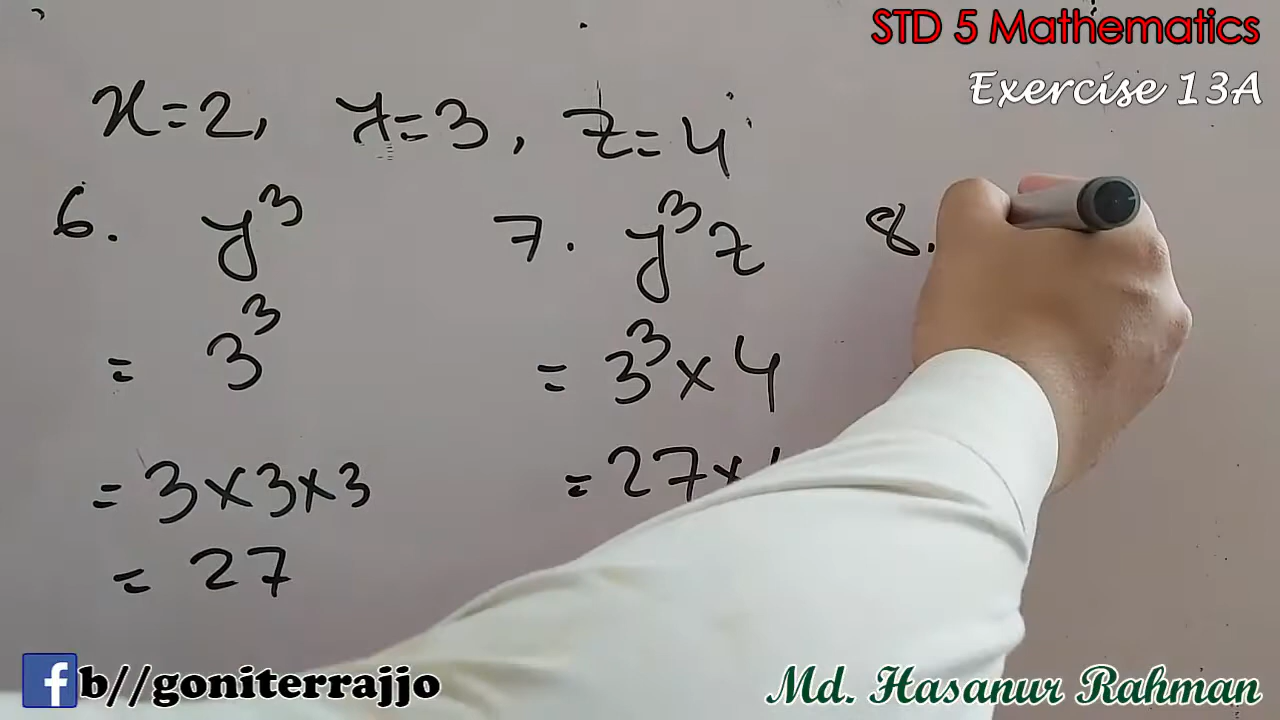 STD 5 Mathematics
Exercise 13A
x=2, y=3, z=4
6. y³ 7. y³z 8.
= 3³ = 3³×4
= 3×3×3 = 27×
= 27
f b//goniterrajjo Md. Hasanur Rahman